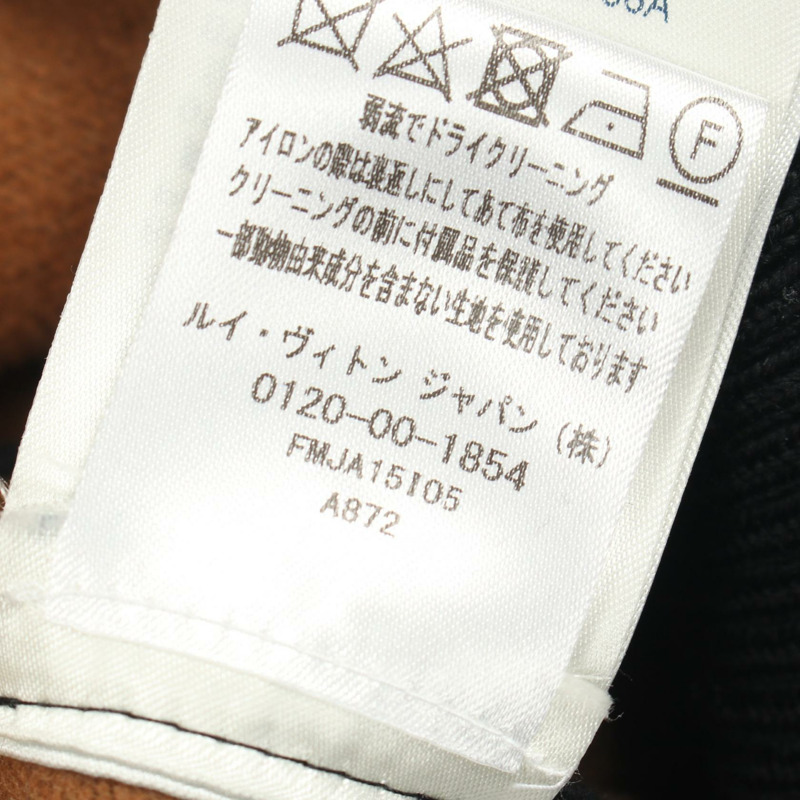 弱流でドライクリーニング
アイロンの際は裏返しにしてあて布を使用してください
クリーニングの前に付属品を保護してください
一部動物由来成分を含まない生地を使用しております
ルイ・ヴィトン ジャパン（株）
0120-00-1854
FMJA15I05
A872
F